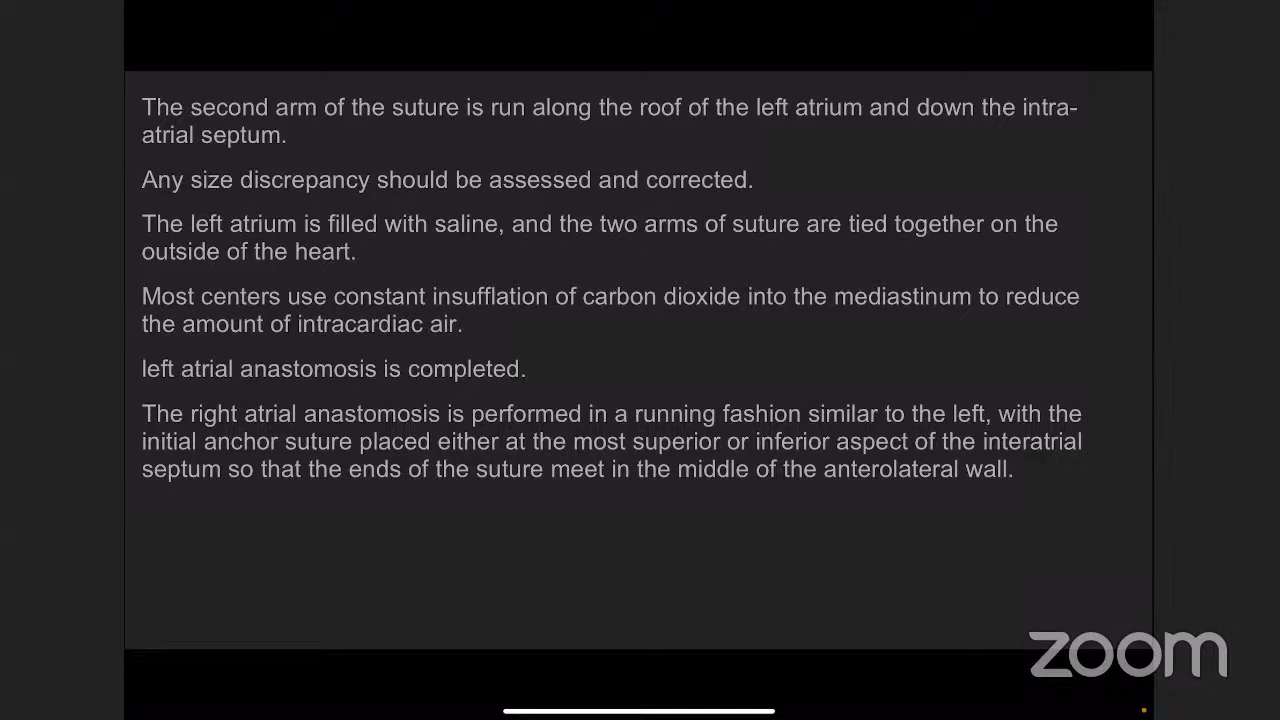 The second arm of the suture is run along the roof of the left atrium and down the intra-
atrial septum.
Any size discrepancy should be assessed and corrected.
The left atrium is filled with saline, and the two arms of suture are tied together on the
outside of the heart.
Most centers use constant insufflation of carbon dioxide into the mediastinum to reduce
the amount of intracardiac air.
left atrial anastomosis is completed.
The right atrial anastomosis is performed in a running fashion similar to the left, with the
initial anchor suture placed either at the most superior or inferior aspect of the interatrial
septum so that the ends of the suture meet in the middle of the anterolateral wall.
zoom